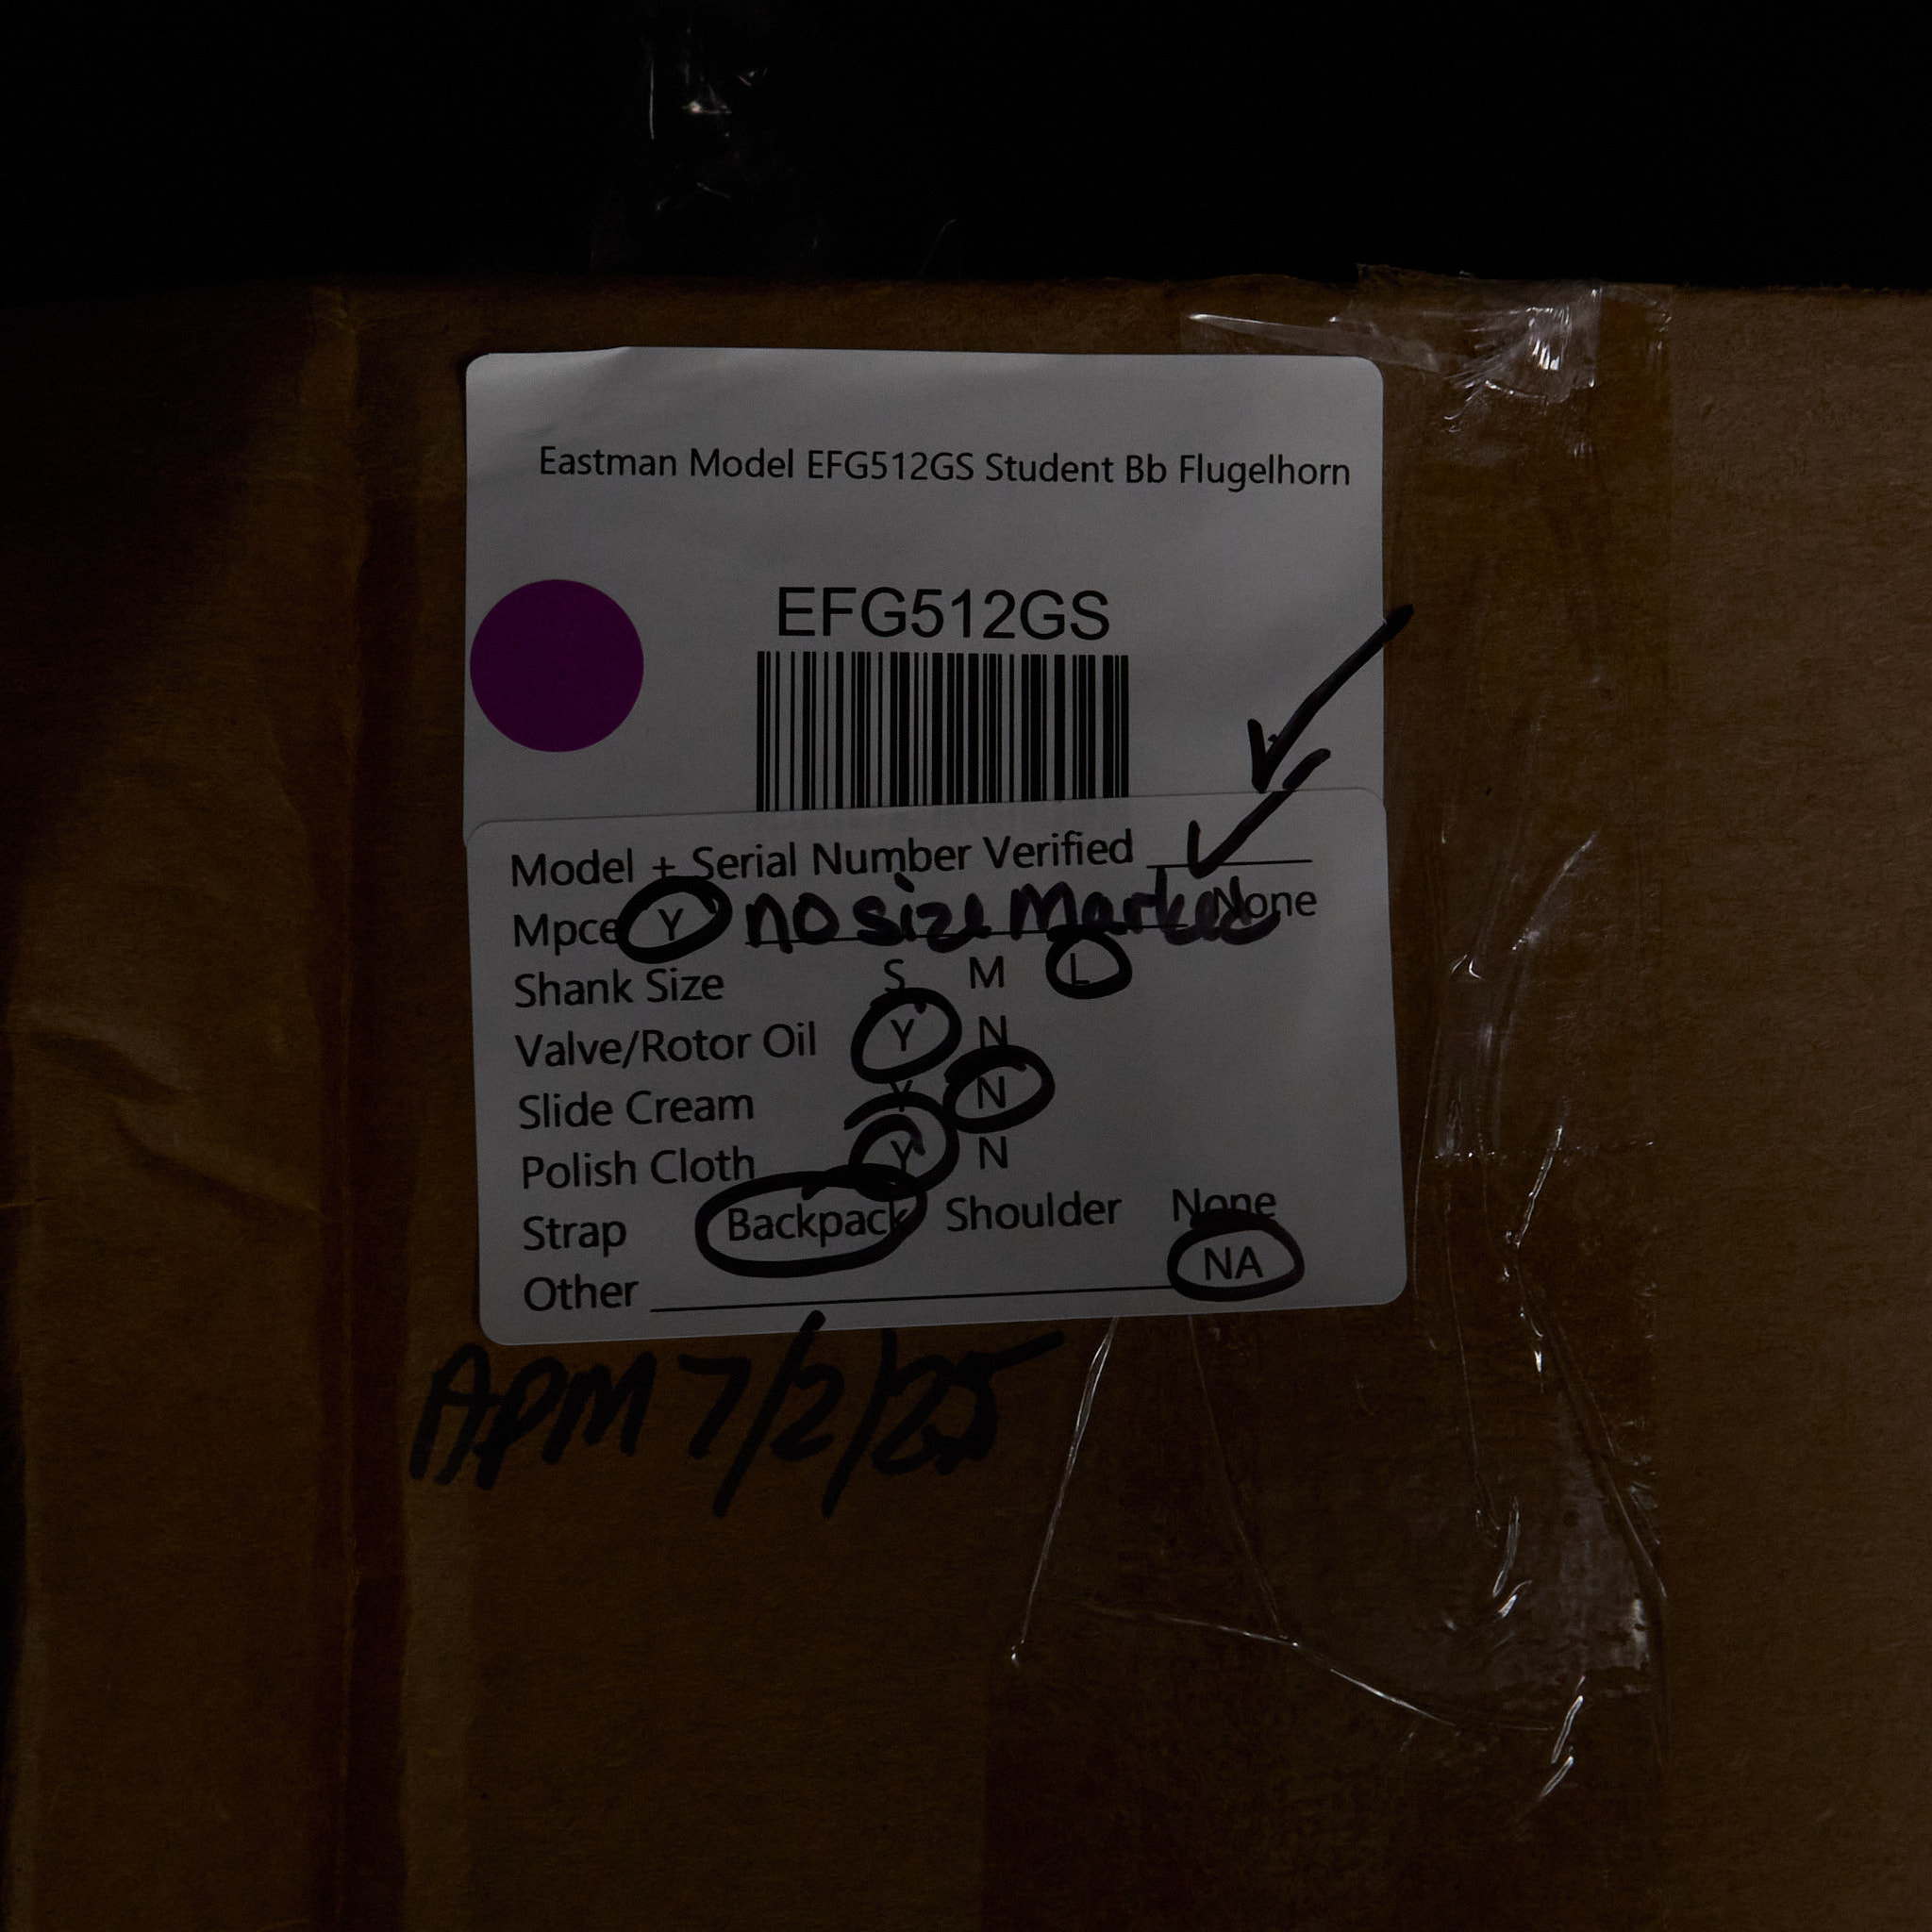 Eastman Model EFG512GS Student Bb Flugelhorn
EFG512GS
Model + Serial Number Verified
Mpce Y no size marked None
Shank Size S M L
Valve/Rotor Oil Y N
Slide Cream Y N
Polish Cloth Y N
Strap Backpack Shoulder None
Other NA
APM 7/2/25